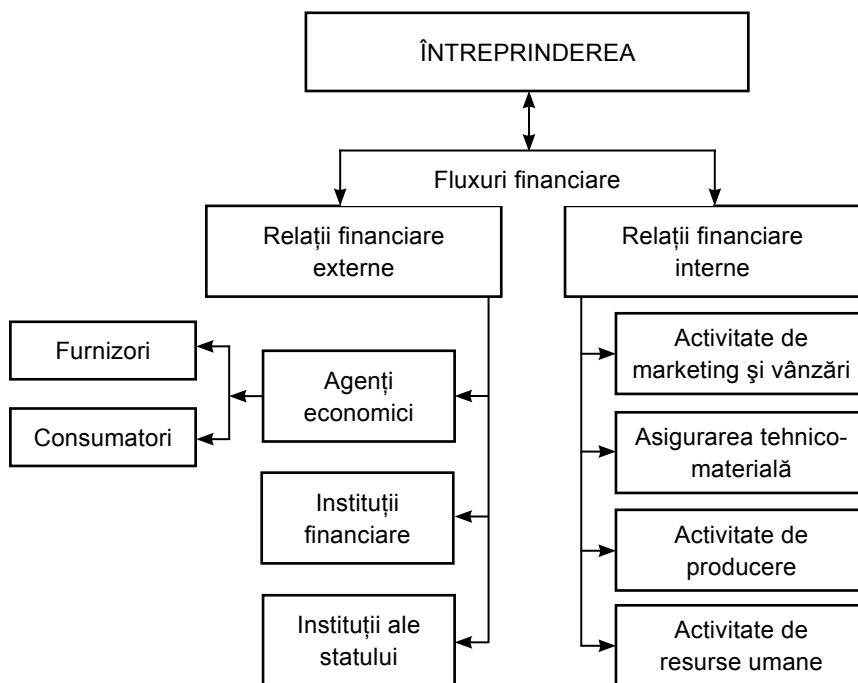 ÎNTREPRINDEREA
Fluxuri financiare
Relații financiare
externe
Relații financiare
interne
Furnizori
Consumatori
Agenți
economici
Instituții
financiare
Instituții ale
statului
Activitate de
marketing şi vânzări
Asigurarea tehnico-
materială
Activitate de
producere
Activitate de
resurse umane